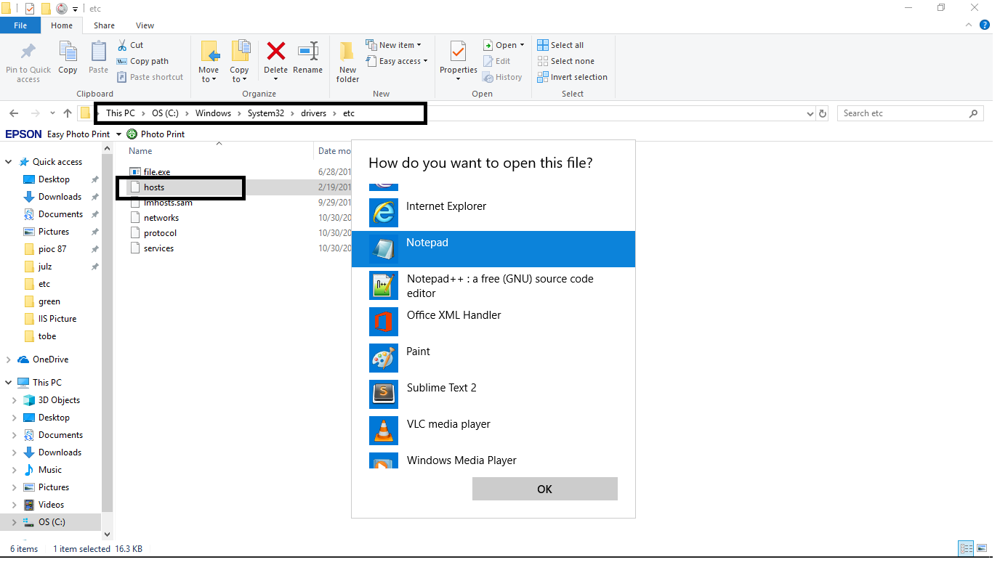 etc
File Home Share View
Pin to Quick access
Copy
Paste
Cut
Copy path
Paste shortcut
Clipboard
Move to
Copy to
Delete
Rename
Organize
New folder
New item
Easy access
New
Properties
Open
Edit
History
Open
Select all
Select none
Invert selection
Select
This PC > OS (C:) > Windows > System32 > drivers > etc
Search etc
EPSON Easy Photo Print Photo Print
Quick access
Desktop
Downloads
Documents
Pictures
pioc 87
julz
etc
green
IIS Picture
tobe
OneDrive
This PC
3D Objects
Desktop
Documents
Downloads
Music
Pictures
Videos
OS (C:)
Name Date mo
file.exe 6/28/201
hosts 2/19/201
lmhosts.sam 9/29/201
networks 10/30/20
protocol 10/30/20
services 10/30/20
How do you want to open this file?
Internet Explorer
Notepad
Notepad++ : a free (GNU) source code
editor
Office XML Handler
Paint
Sublime Text 2
VLC media player
Windows Media Player
OK
6 items 1 item selected 16.3 KB